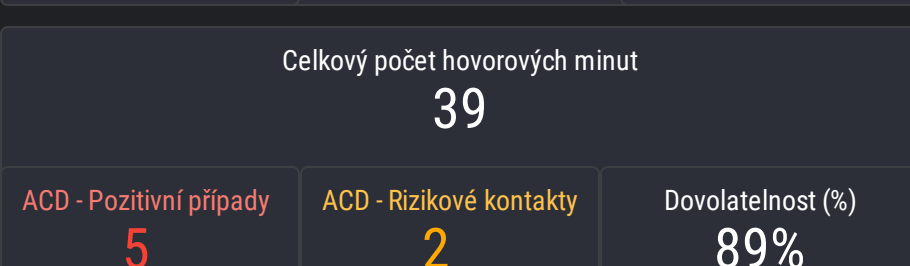 Celkový počet hovorových minut
39
ACD - Pozitivní případy
5
ACD - Rizikové kontakty
2
Dovolatelnost (%)
89%